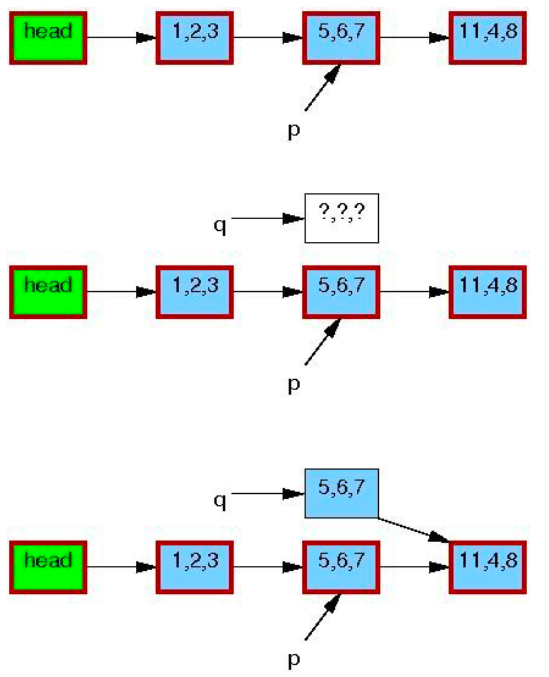 head 1,2,3 5,6,7 11,4,8
p
q ?,?,?
head 1,2,3 5,6,7 11,4,8
p
q 5,6,7
head 1,2,3 5,6,7 11,4,8
p